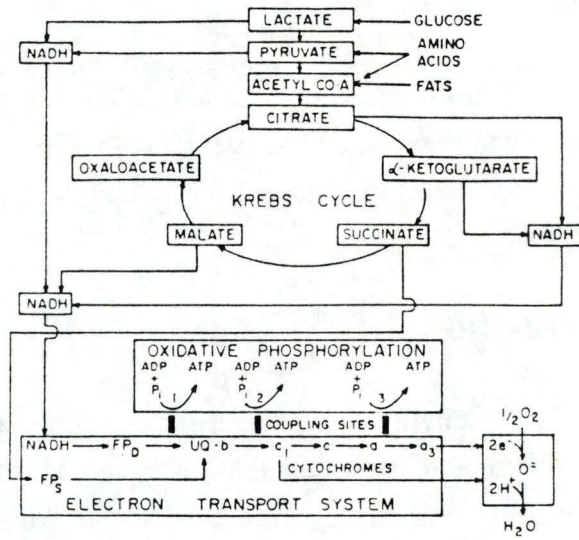 LACTATE
GLUCOSE
NADH
PYRUVATE
AMINO
ACIDS
ACETYL CO-A
FATS
CITRATE
OXALOACETATE
α-KETOGLUTARATE
KREBS CYCLE
MALATE
SUCCINATE
NADH
NADH
OXIDATIVE PHOSPHORYLATION
ADP ATP ADP ATP ADP ATP
+ + +
Pi 1 Pi 2 Pi 3
COUPLING SITES
1/2 O2
NADH FPD UQ-b c1 c a a3 2e- O=
CYTOCHROMES
FPS 2H+
ELECTRON TRANSPORT SYSTEM
H2O